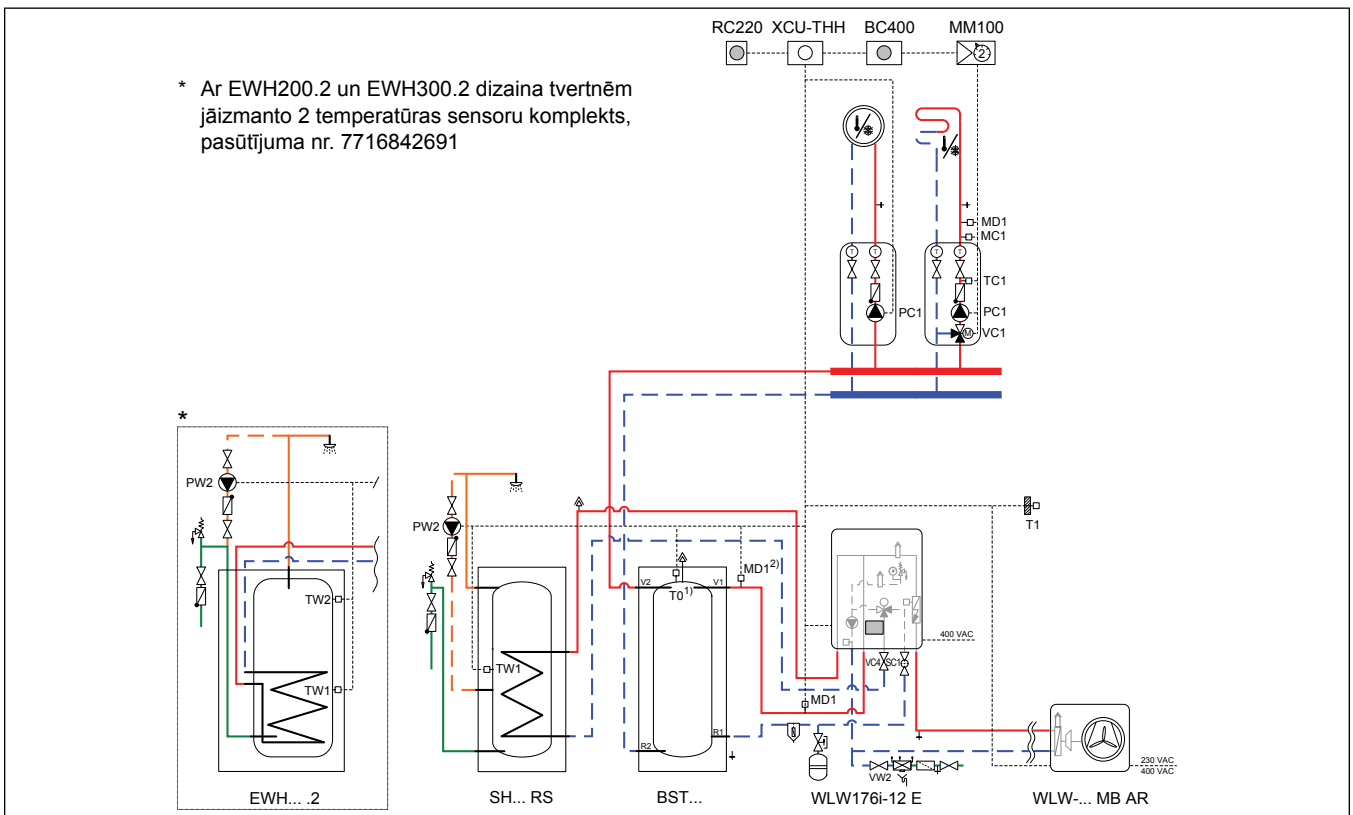 RC220 XCU-THH BC400 MM100
2
* Ar EWH200.2 un EWH300.2 dizaina tvertnēm
jāizmanto 2 temperatūras sensoru komplekts,
pasūtījuma nr. 7716842691
MD1
MC1
T T T T
TC1
PC1 PC1
M VC1
*
PW2
PW2
T1
MD1²⁾
V2 T0¹⁾ V1
TW2
400 VAC
TW1
VC4 SC1
TW1
MD1
R2 R1
VW2
230 VAC
400 VAC
EWH... .2 SH... RS BST... WLW176i-12 E WLW-... MB AR